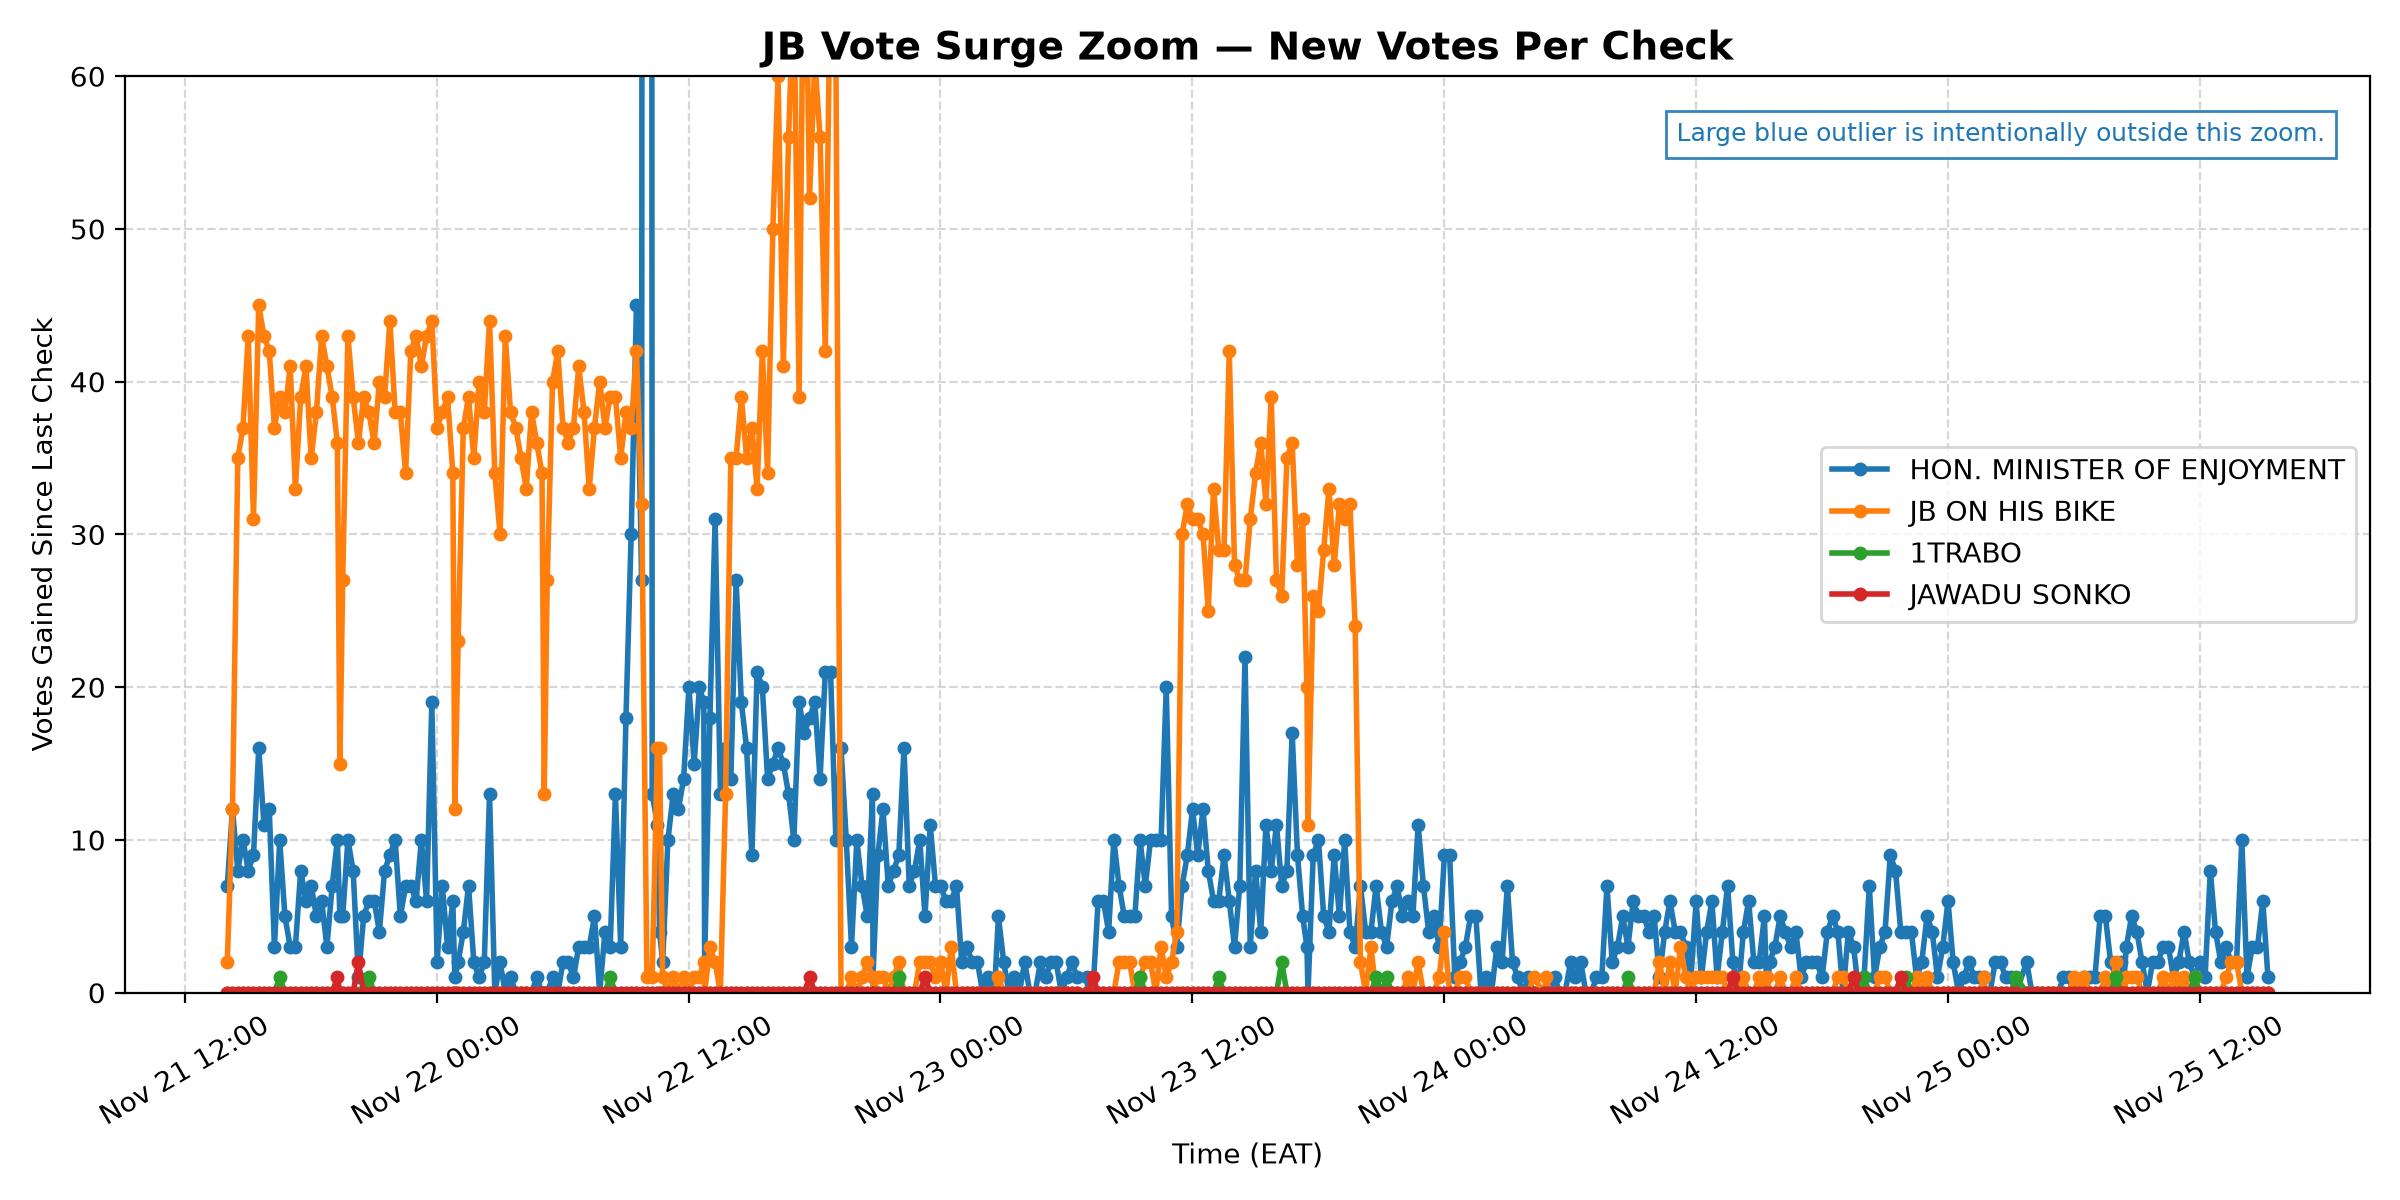 JB Vote Surge Zoom — New Votes Per Check
60
50
40
30
20
10
0
Votes Gained Since Last Check
Large blue outlier is intentionally outside this zoom.
HON. MINISTER OF ENJOYMENT
JB ON HIS BIKE
1TRABO
JAWADU SONKO
Nov 21 12:00
Nov 22 00:00
Nov 22 12:00
Nov 23 00:00
Nov 23 12:00
Nov 24 00:00
Nov 24 12:00
Nov 25 00:00
Nov 25 12:00
Time (EAT)